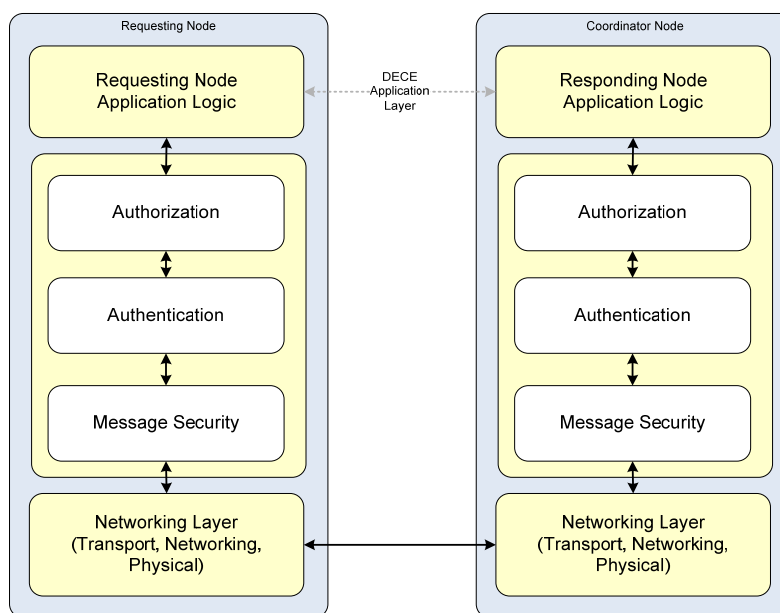 Requesting Node
Requesting Node
Application Logic
Authorization
Authentication
Message Security
Networking Layer
(Transport, Networking,
Physical)
DECE
Application
Layer
Coordinator Node
Responding Node
Application Logic
Authorization
Authentication
Message Security
Networking Layer
(Transport, Networking,
Physical)